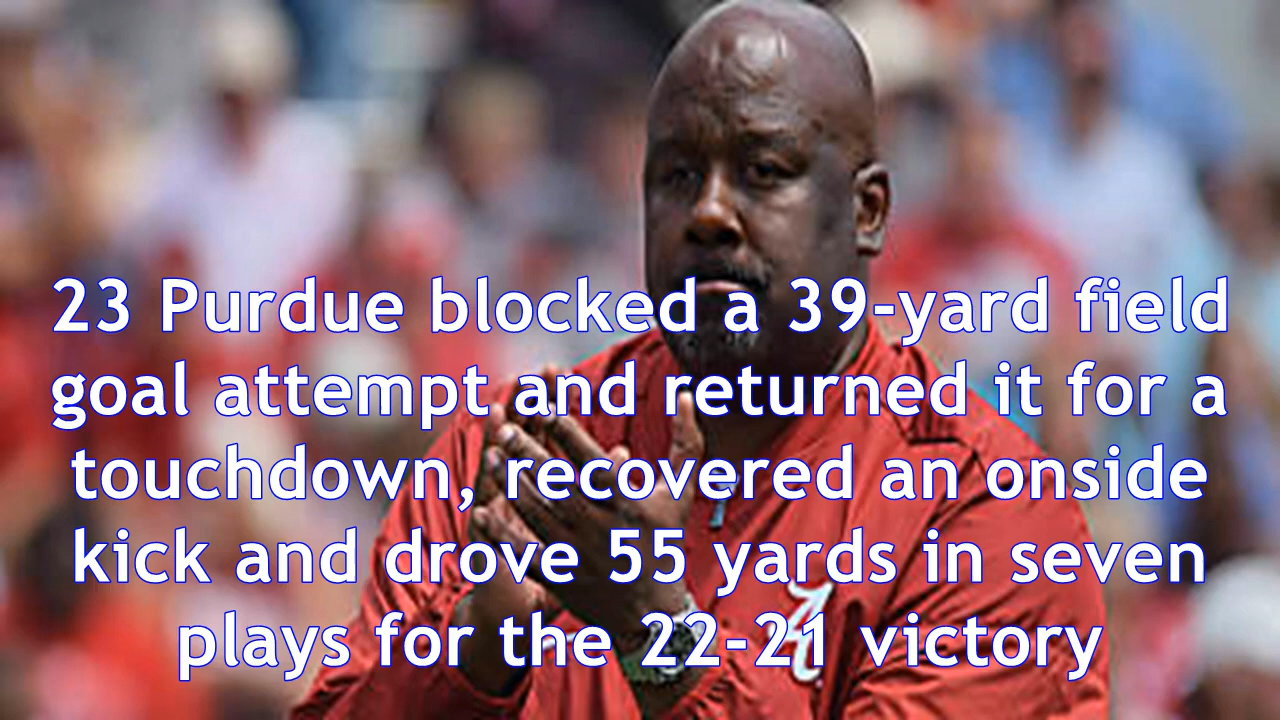 23 Purdue blocked a 39-yard field
goal attempt and returned it for a
touchdown, recovered an onside
kick and drove 55 yards in seven
plays for the 22-21 victory
A